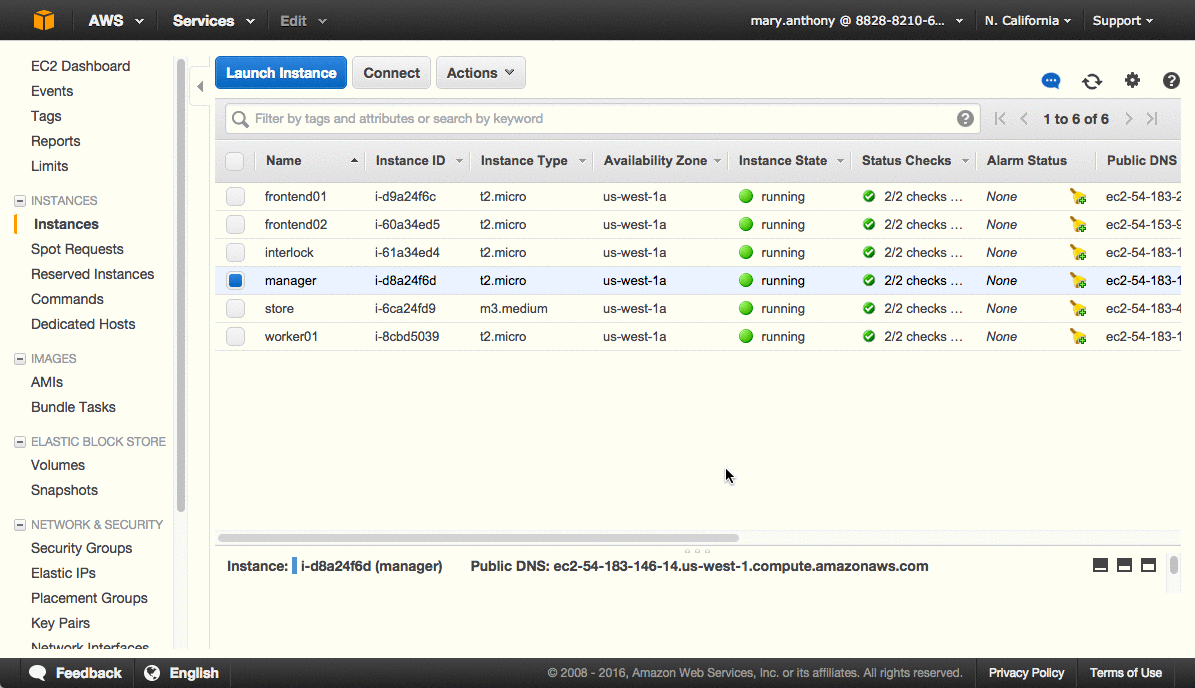 AWS Services Edit mary.anthony @ 8828-8210-6... N. California Support
EC2 Dashboard
Events
Tags
Reports
Limits
INSTANCES
Instances
Spot Requests
Reserved Instances
Commands
Dedicated Hosts
IMAGES
AMIs
Bundle Tasks
ELASTIC BLOCK STORE
Volumes
Snapshots
NETWORK & SECURITY
Security Groups
Elastic IPs
Placement Groups
Key Pairs
Network Interfaces
Launch Instance Connect Actions
Filter by tags and attributes or search by keyword 1 to 6 of 6
Name Instance ID Instance Type Availability Zone Instance State Status Checks Alarm Status Public DNS
frontend01 i-d9a24f6c t2.micro us-west-1a running 2/2 checks ... None ec2-54-183-2
frontend02 i-60a34ed5 t2.micro us-west-1a running 2/2 checks ... None ec2-54-153-9
interlock i-61a34ed4 t2.micro us-west-1a running 2/2 checks ... None ec2-54-183-1
manager i-d8a24f6d t2.micro us-west-1a running 2/2 checks ... None ec2-54-183-1
store i-6ca24fd9 m3.medium us-west-1a running 2/2 checks ... None ec2-54-183-4
worker01 i-8cbd5039 t2.micro us-west-1a running 2/2 checks ... None ec2-54-183-1
Instance: i-d8a24f6d (manager) Public DNS: ec2-54-183-146-14.us-west-1.compute.amazonaws.com
Feedback English © 2008 - 2016, Amazon Web Services, Inc. or its affiliates. All rights reserved. Privacy Policy Terms of Use